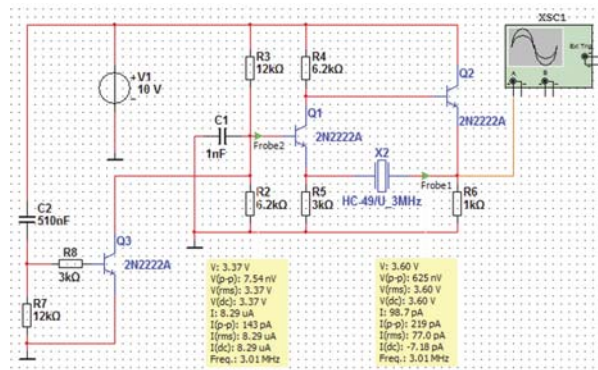 XSC1
Ext Trig
A
B
V1
10 V
R3
12kΩ
R4
6.2kΩ
Q2
2N2222A
Q1
2N2222A
C1
1nF
Probe2
X2
HC-49/U_3MHz
Probe1
R2
6.2kΩ
R5
3kΩ
R6
1kΩ
C2
510nF
R8
3kΩ
Q3
2N2222A
R7
12kΩ
V: 3.37 V
V(p-p): 7.54 nV
V(rms): 3.37 V
V(dc): 3.37 V
I: 8.29 uA
I(p-p): 143 pA
I(rms): 8.29 uA
I(dc): 8.29 uA
Freq.: 3.01 MHz
V: 3.60 V
V(p-p): 625 nV
V(rms): 3.60 V
V(dc): 3.60 V
I: 98.7 pA
I(p-p): 219 pA
I(rms): 77.0 pA
I(dc): -7.18 pA
Freq.: 3.01 MHz